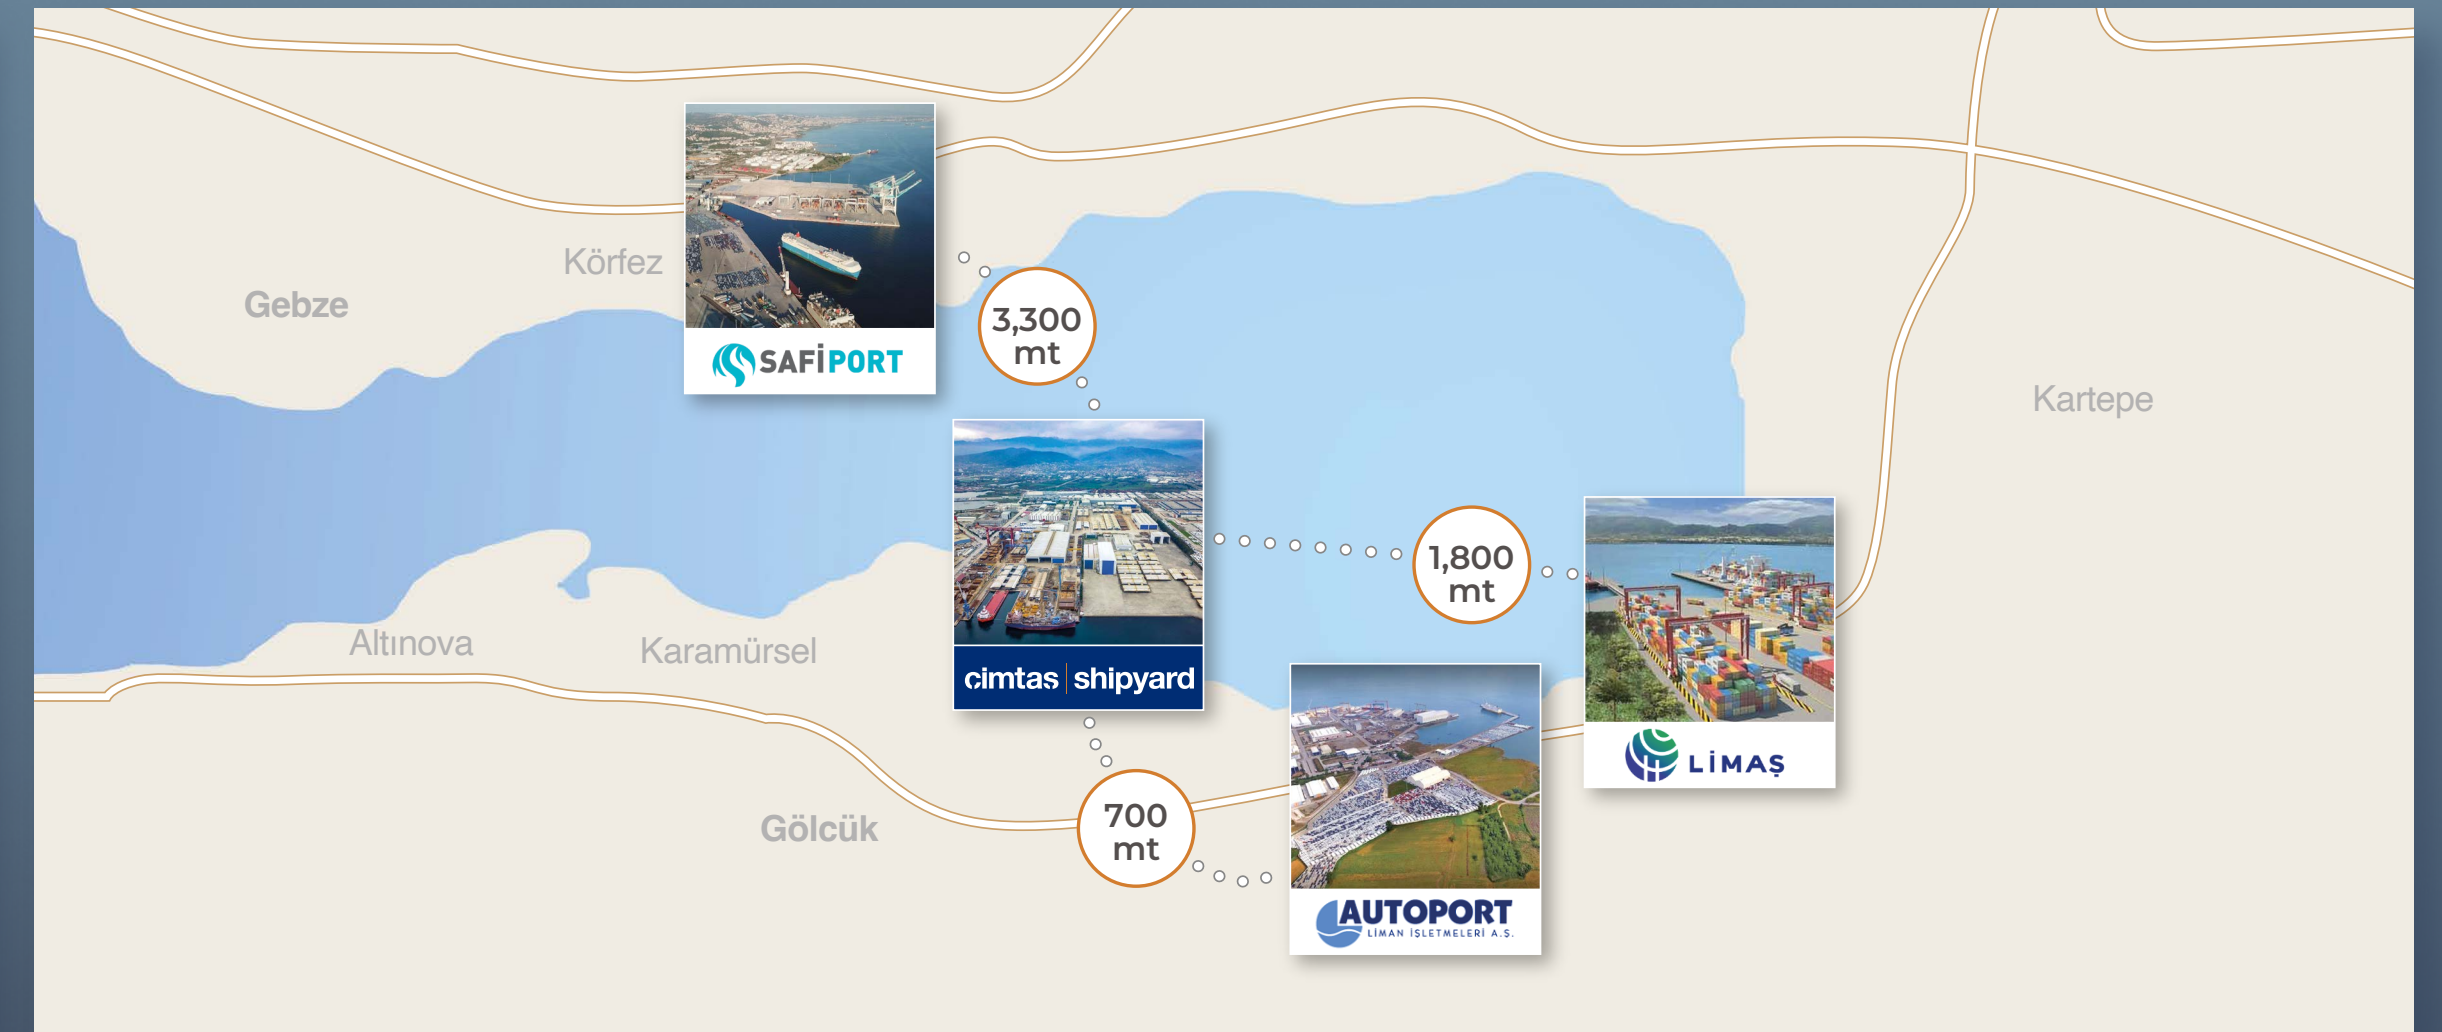 Körfez
Gebze
SAFİPORT
3,300
mt
Kartepe
cimtas | shipyard
1,800
mt
Altınova
Karamürsel
LİMAŞ
700
mt
Gölcük
AUTOPORT
LİMAN İŞLETMELERİ A.Ş.